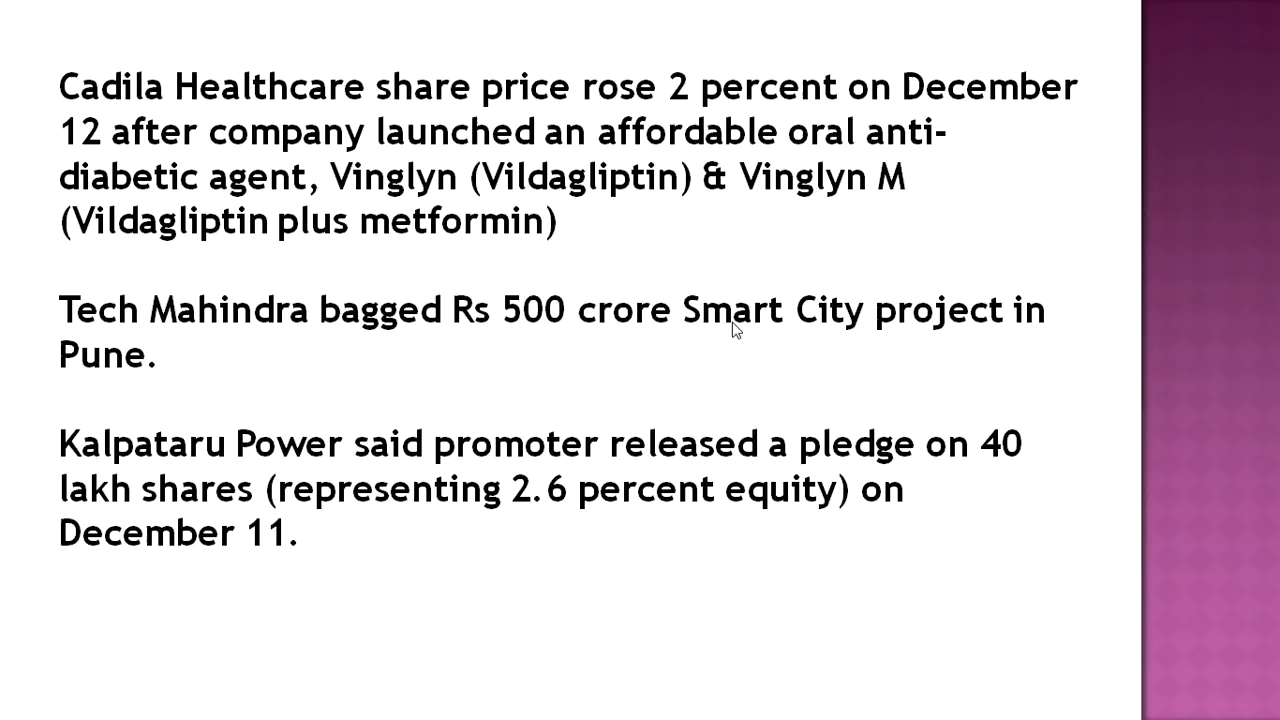 Cadila Healthcare share price rose 2 percent on December
12 after company launched an affordable oral anti-
diabetic agent, Vinglyn (Vildagliptin) & Vinglyn M
(Vildagliptin plus metformin)
Tech Mahindra bagged Rs 500 crore Smart City project in
Pune.
Kalpataru Power said promoter released a pledge on 40
lakh shares (representing 2.6 percent equity) on
December 11.